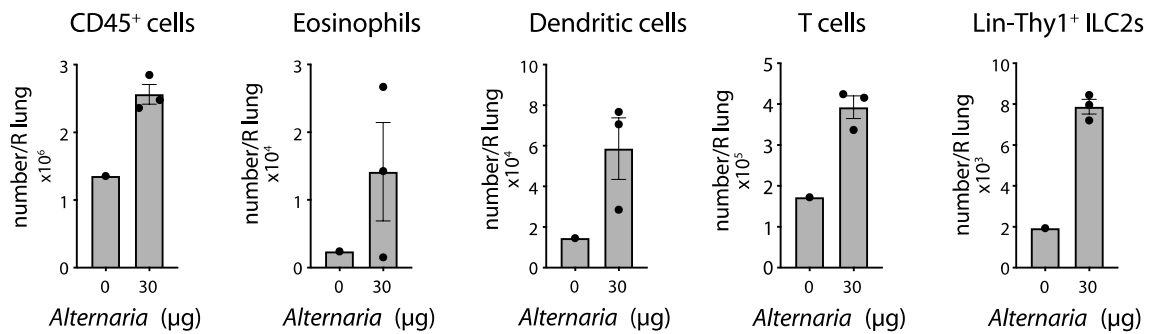 CD45⁺ cells
number/R lung
x10⁶
3
2
1
0
0
30
Alternaria (μg)
Eosinophils
number/R lung
x10⁴
3
2
1
0
0
30
Alternaria (μg)
Dendritic cells
number/R lung
x10⁴
10
8
6
4
2
0
0
30
Alternaria (μg)
T cells
number/R lung
x10⁵
5
4
3
2
1
0
0
30
Alternaria (μg)
Lin-Thy1⁺ ILC2s
number/R lung
x10³
10
8
6
4
2
0
0
30
Alternaria (μg)